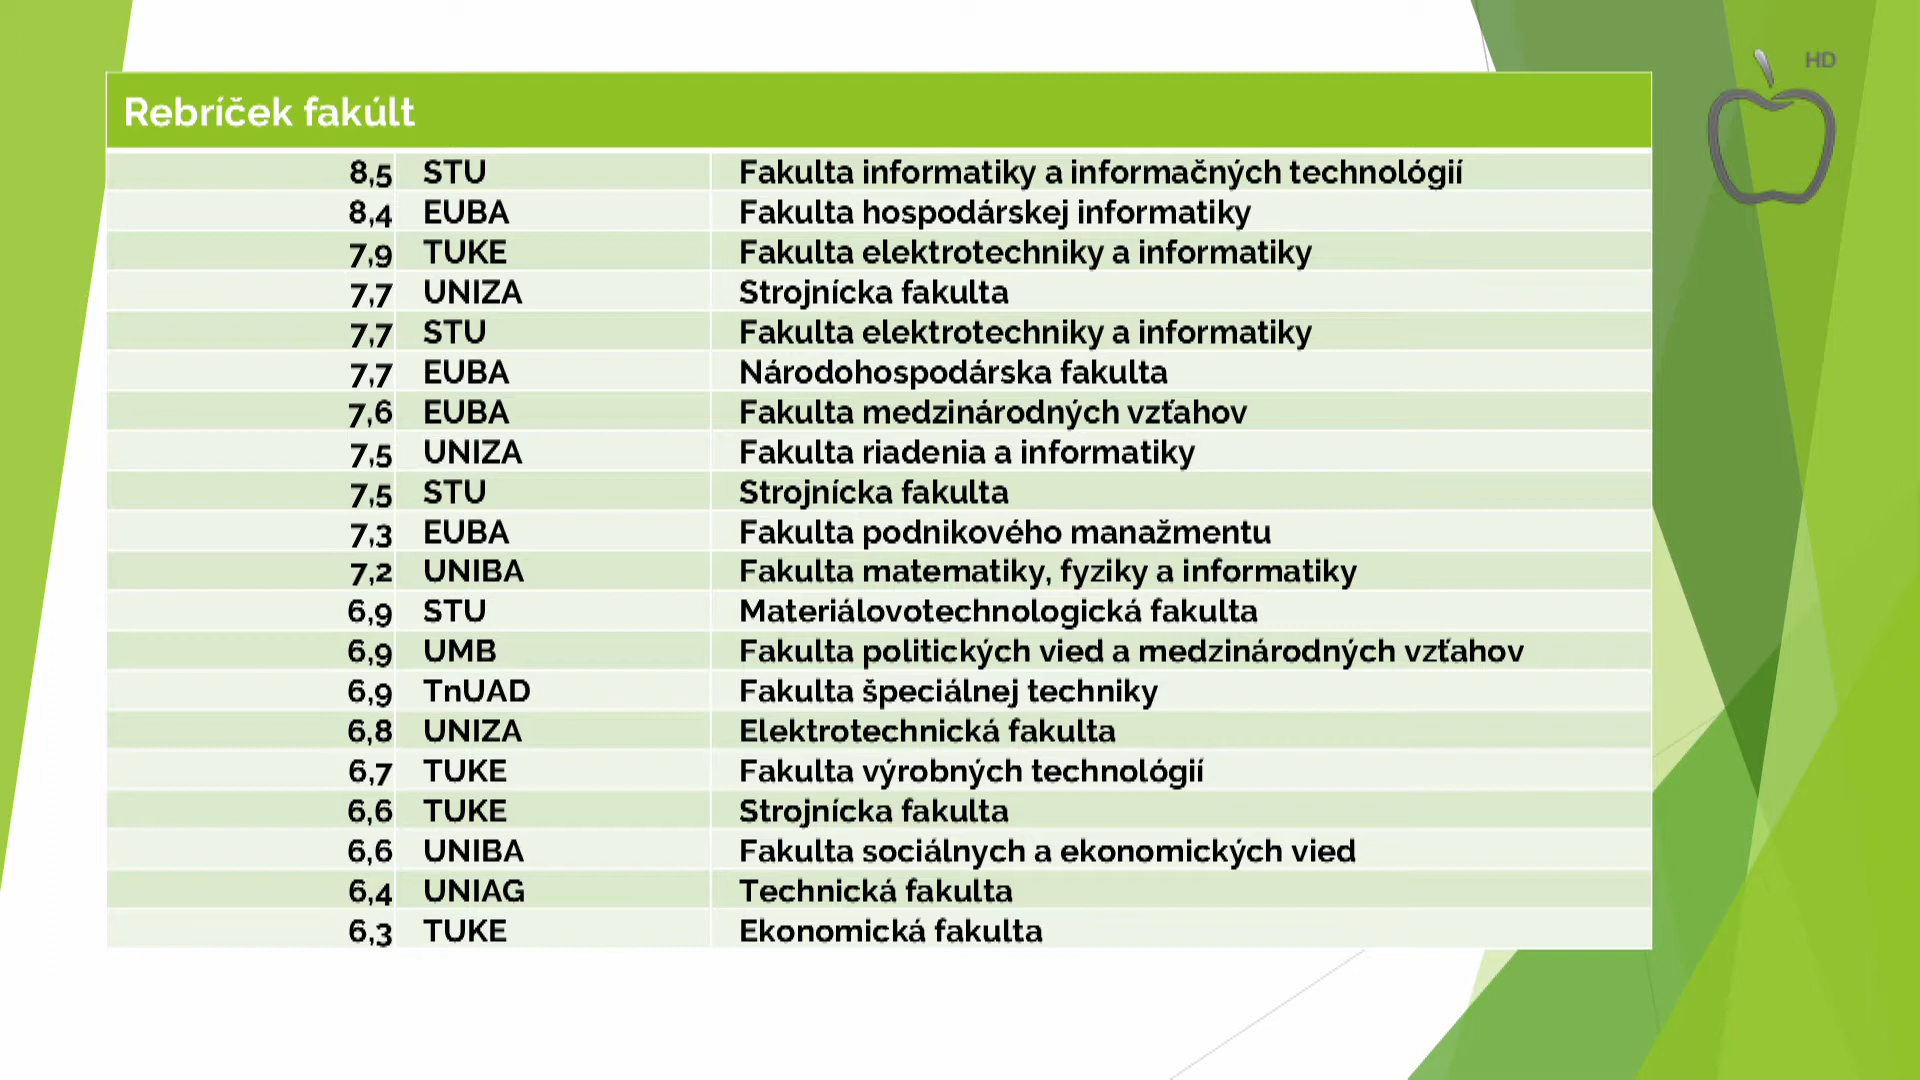 HD
Rebríček fakúlt
8,5 STU Fakulta informatiky a informačných technológií
8,4 EUBA Fakulta hospodárskej informatiky
7,9 TUKE Fakulta elektrotechniky a informatiky
7,7 UNIZA Strojnícka fakulta
7,7 STU Fakulta elektrotechniky a informatiky
7,7 EUBA Národohospodárska fakulta
7,6 EUBA Fakulta medzinárodných vzťahov
7,5 UNIZA Fakulta riadenia a informatiky
7,5 STU Strojnícka fakulta
7,3 EUBA Fakulta podnikového manažmentu
7,2 UNIBA Fakulta matematiky, fyziky a informatiky
6,9 STU Materiálovotechnologická fakulta
6,9 UMB Fakulta politických vied a medzinárodných vzťahov
6,9 TnUAD Fakulta špeciálnej techniky
6,8 UNIZA Elektrotechnická fakulta
6,7 TUKE Fakulta výrobných technológií
6,6 TUKE Strojnícka fakulta
6,6 UNIBA Fakulta sociálnych a ekonomických vied
6,4 UNIAG Technická fakulta
6,3 TUKE Ekonomická fakulta